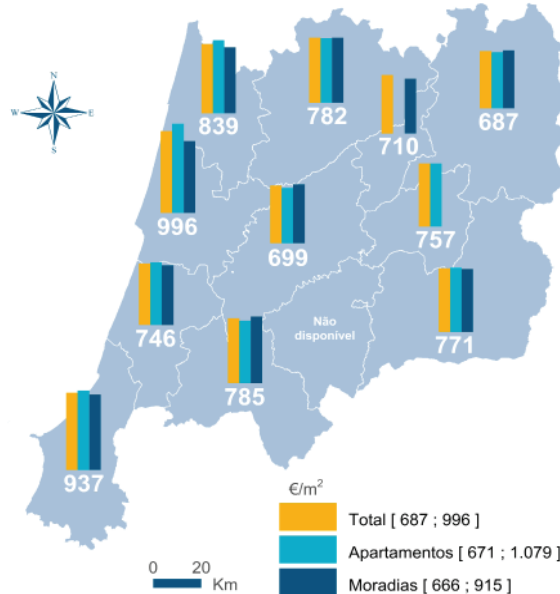 N
W E
S
839
782
710
687
996
699
757
746
Não
disponível
771
785
937
€/m²
Total [ 687 ; 996 ]
Apartamentos [ 671 ; 1.079 ]
Moradias [ 666 ; 915 ]
0 20
Km